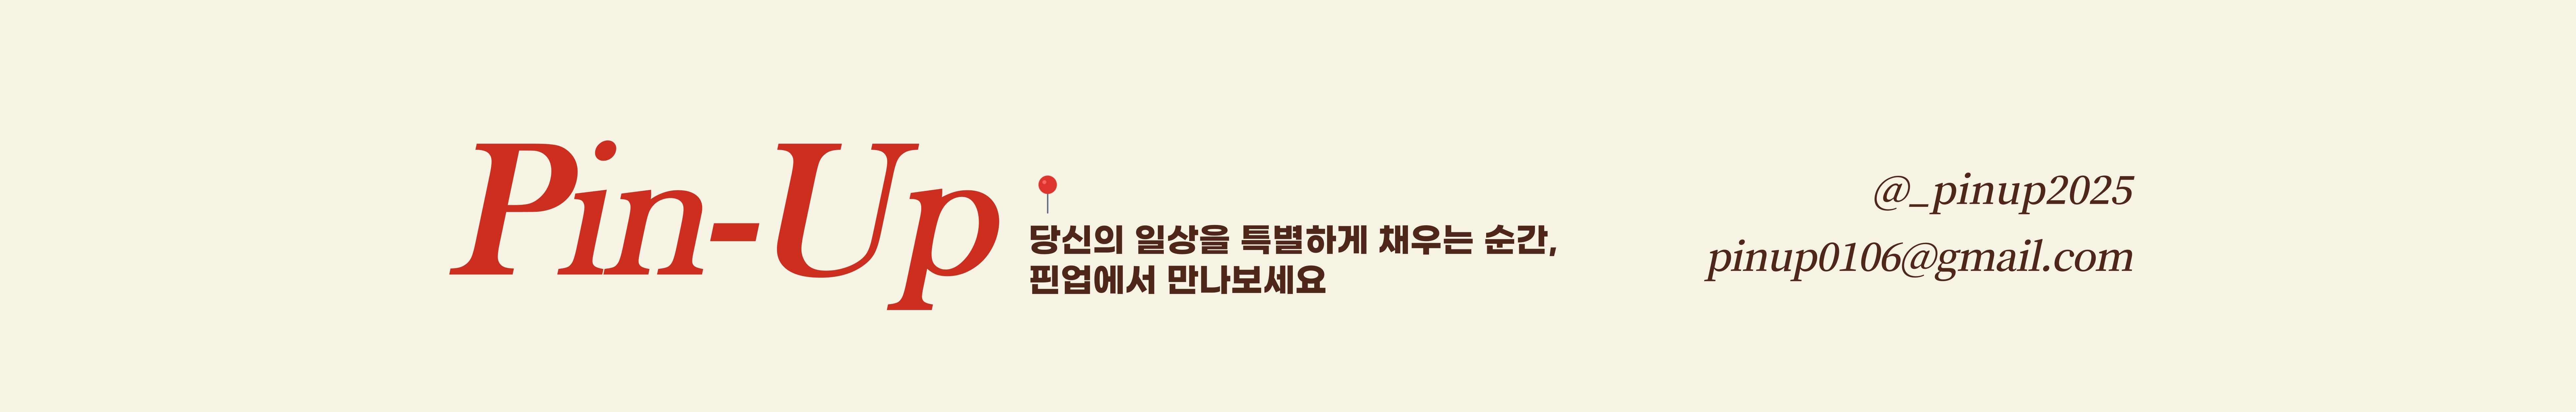 Pin-Up
당신의 일상을 특별하게 채우는 순간,
핀업에서 만나보세요
@_pinup2025
pinup0106@gmail.com